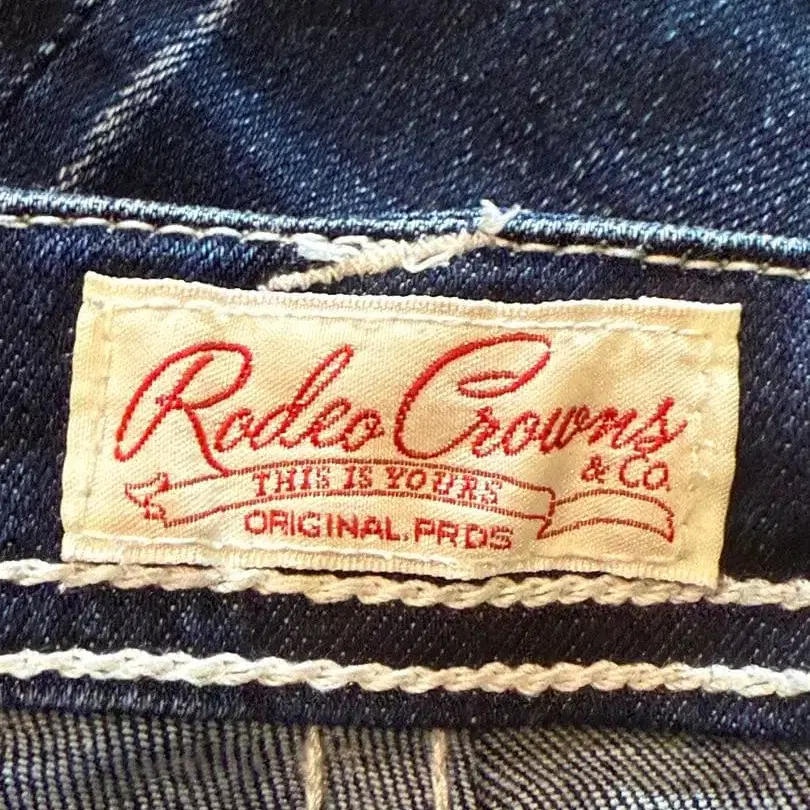 Rodeo Crowns
& CO.
THIS IS YOURS
ORIGINAL.PRDS